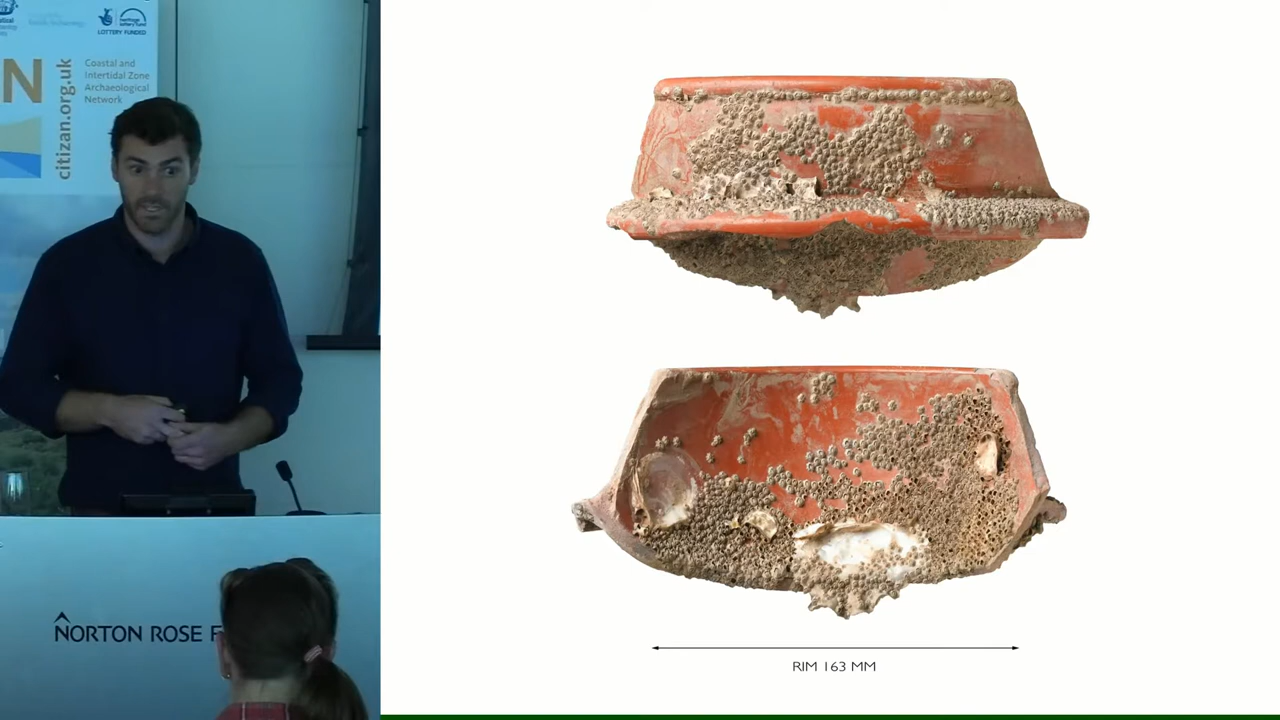 LOTTERY FUNDED
N
citizan.org.uk
Coastal and
Intertidal Zone
Archaeological
Network
NORTON ROSE F
RIM 163 MM